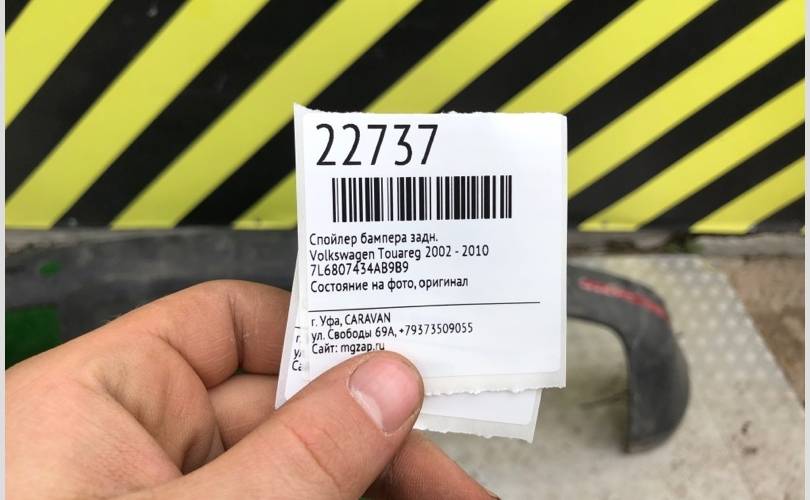 22737
Спойлер бампера задн.
Volkswagen Touareg 2002 - 2010
7L6807434AB9B9
Состояние на фото, оригинал
г. Уфа, CARAVAN
ул. Свободы 69А, +79373509055
Сайт: mgzap.ru